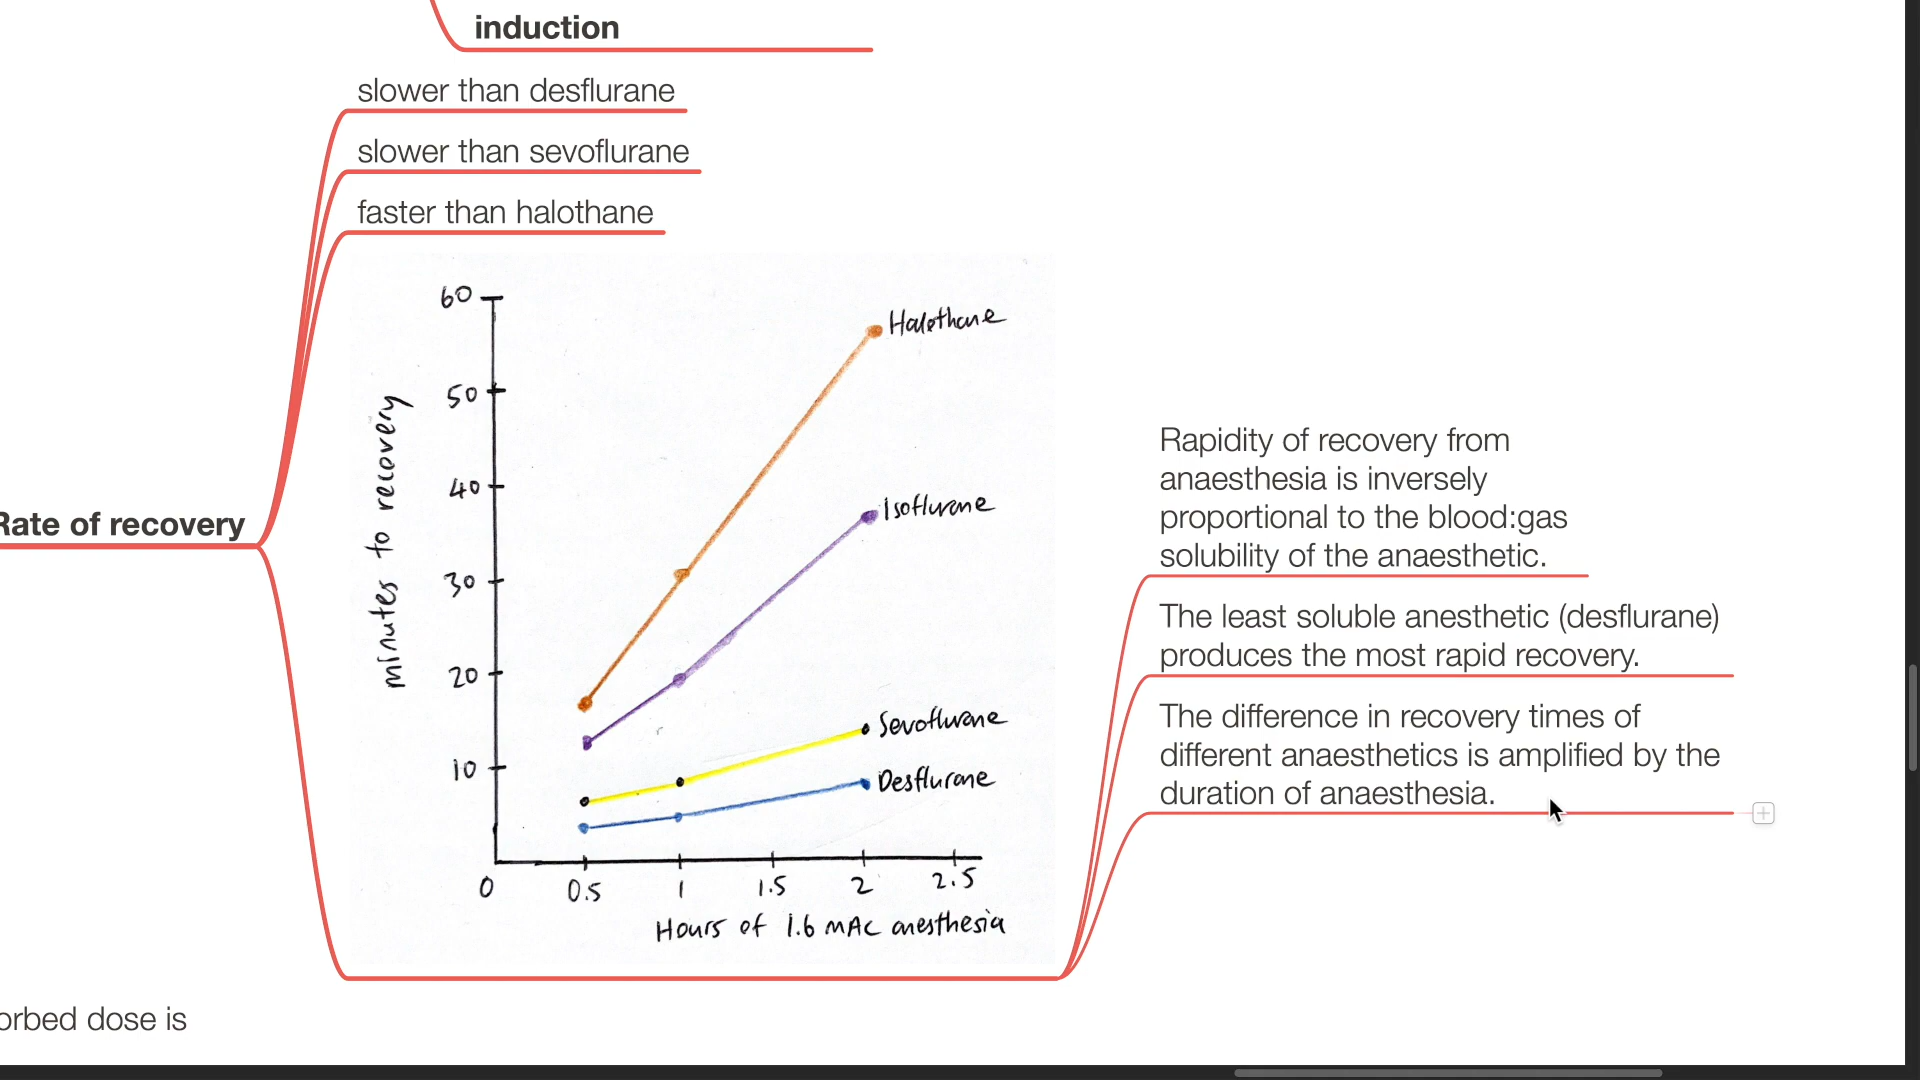 induction
slower than desflurane
slower than sevoflurane
faster than halothane
Rate of recovery
60
50
40
30
20
10
minutes to recovery
Halothane
Isoflurane
Sevoflurane
Desflurane
0 0.5 1 1.5 2 2.5
Hours of 1.6 MAC anesthesia
Rapidity of recovery from
anaesthesia is inversely
proportional to the blood:gas
solubility of the anaesthetic.
The least soluble anesthetic (desflurane)
produces the most rapid recovery.
The difference in recovery times of
different anaesthetics is amplified by the
duration of anaesthesia.
orbed dose is